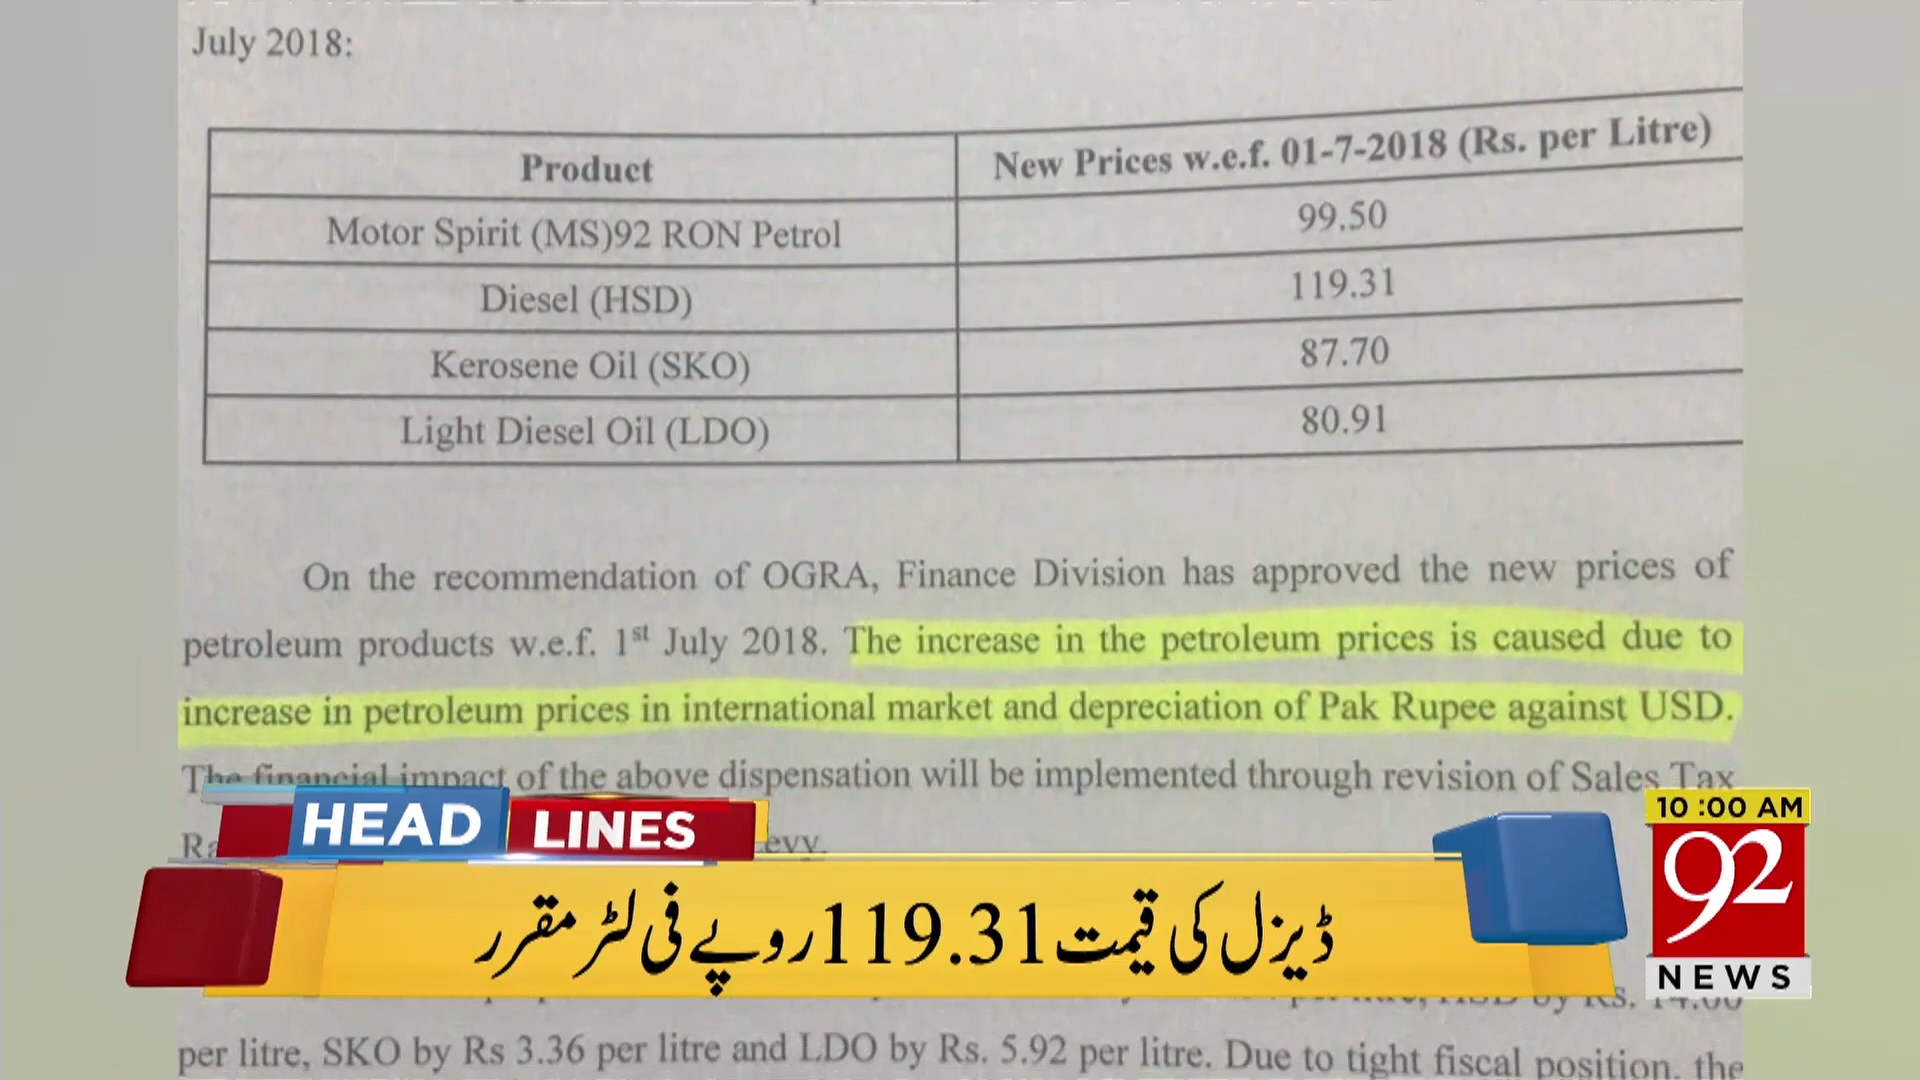 July 2018:
Product New Prices w.e.f. 01-7-2018 (Rs. per Litre)
Motor Spirit (MS)92 RON Petrol 99.50
Diesel (HSD) 119.31
Kerosene Oil (SKO) 87.70
Light Diesel Oil (LDO) 80.91
On the recommendation of OGRA, Finance Division has approved the new prices of
petroleum products w.e.f. 1st July 2018. The increase in the petroleum prices is caused due to
increase in petroleum prices in international market and depreciation of Pak Rupee against USD.
The financial impact of the above dispensation will be implemented through revision of Sales Tax
HEAD LINES
10:00 AM
92
NEWS
ڈیزل کی قیمت 119.31 روپے فی لٹر مقرر
per litre, SKO by Rs 3.36 per litre and LDO by Rs. 5.92 per litre. Due to tight fiscal position, the